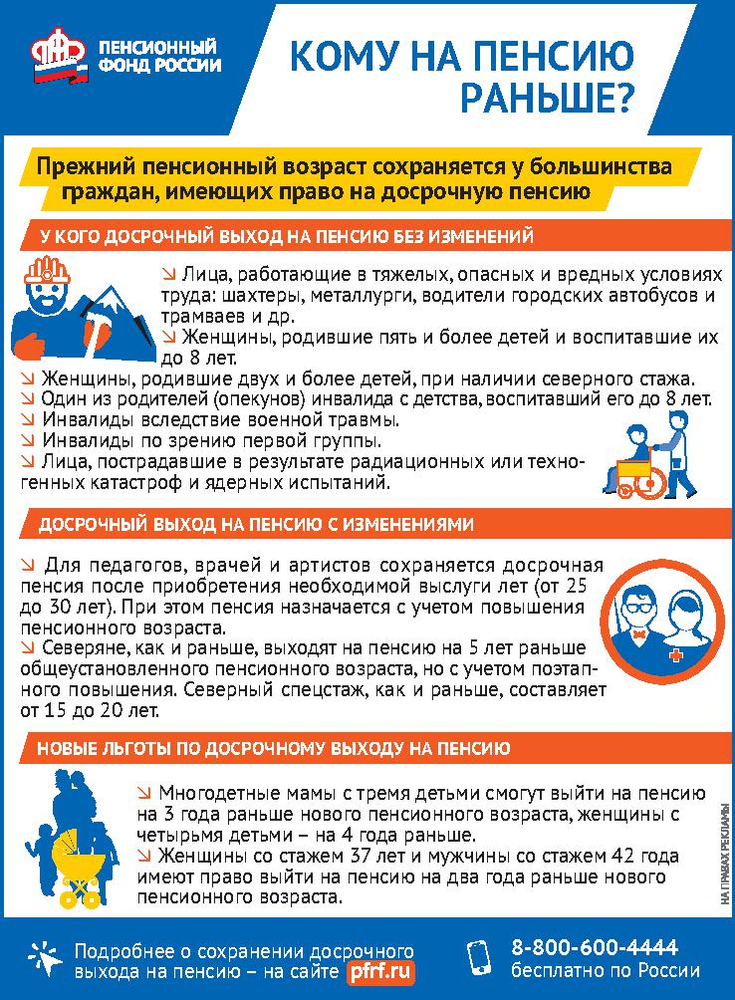 ПЕНСИОННЫЙ
ФОНД РОССИИ
КОМУ НА ПЕНСИЮ
РАНЬШЕ?
Прежний пенсионный возраст сохраняется у большинства
граждан, имеющих право на досрочную пенсию
У КОГО ДОСРОЧНЫЙ ВЫХОД НА ПЕНСИЮ БЕЗ ИЗМЕНЕНИЙ
↘ Лица, работающие в тяжелых, опасных и вредных условиях
труда: шахтеры, металлурги, водители городских автобусов и
трамваев и др.
↘ Женщины, родившие пять и более детей и воспитавшие их
до 8 лет.
↘ Женщины, родившие двух и более детей, при наличии северного стажа.
↘ Один из родителей (опекунов) инвалида с детства, воспитавший его до 8 лет.
↘ Инвалиды вследствие военной травмы.
↘ Инвалиды по зрению первой группы.
↘ Лица, пострадавшие в результате радиационных или техно-
генных катастроф и ядерных испытаний.
ДОСРОЧНЫЙ ВЫХОД НА ПЕНСИЮ С ИЗМЕНЕНИЯМИ
↘ Для педагогов, врачей и артистов сохраняется досрочная
пенсия после приобретения необходимой выслуги лет (от 25
до 30 лет). При этом пенсия назначается с учетом повышения
пенсионного возраста.
↘ Северяне, как и раньше, выходят на пенсию на 5 лет раньше
общеустановленного пенсионного возраста, но с учетом поэтап-
ного повышения. Северный спецстаж, как и раньше, составляет
от 15 до 20 лет.
НОВЫЕ ЛЬГОТЫ ПО ДОСРОЧНОМУ ВЫХОДУ НА ПЕНСИЮ
↘ Многодетные мамы с тремя детьми смогут выйти на пенсию
на 3 года раньше нового пенсионного возраста, женщины с
четырьмя детьми – на 4 года раньше.
↘ Женщины со стажем 37 лет и мужчины со стажем 42 года
имеют право выйти на пенсию на два года раньше нового
пенсионного возраста.
НА ПРАВАХ РЕКЛАМЫ
Подробнее о сохранении досрочного
выхода на пенсию – на сайте pfrf.ru
8-800-600-4444
бесплатно по России